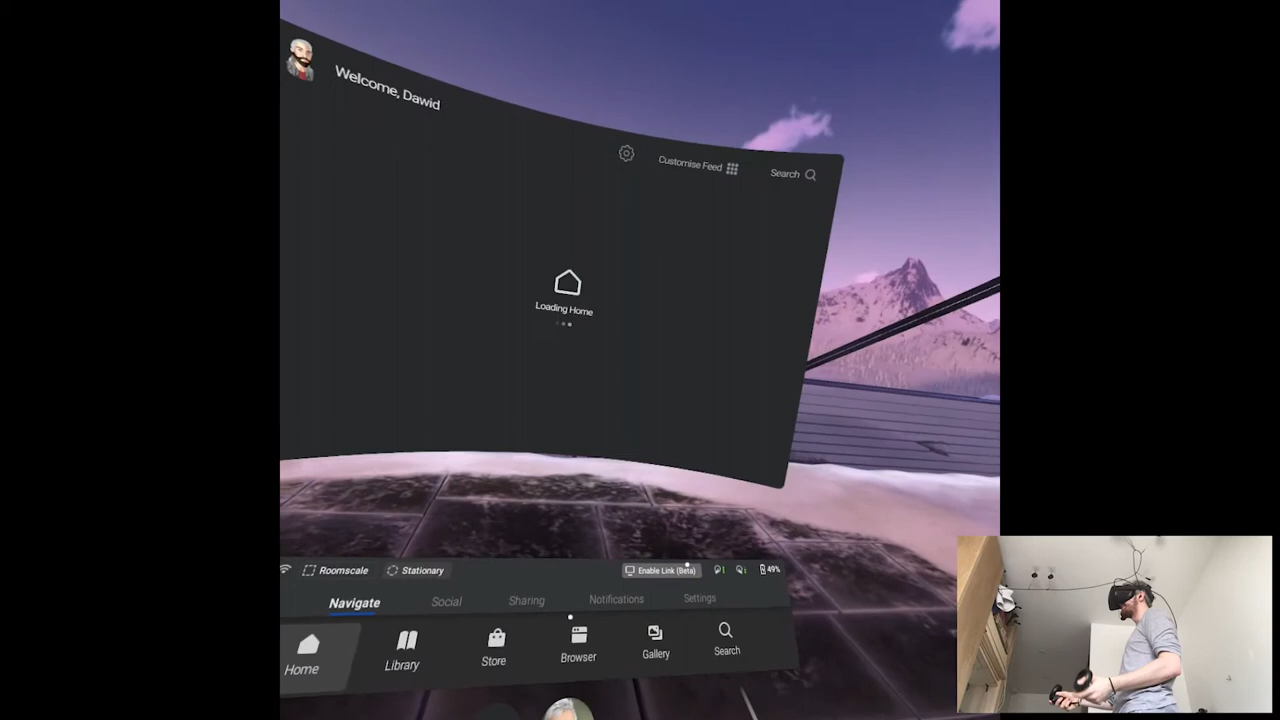 Welcome, Dawid
Customise Feed
Search
Loading Home
Roomscale
Stationary
Enable Link (Beta)
49%
Navigate
Social
Sharing
Notifications
Settings
Home
Library
Store
Browser
Gallery
Search